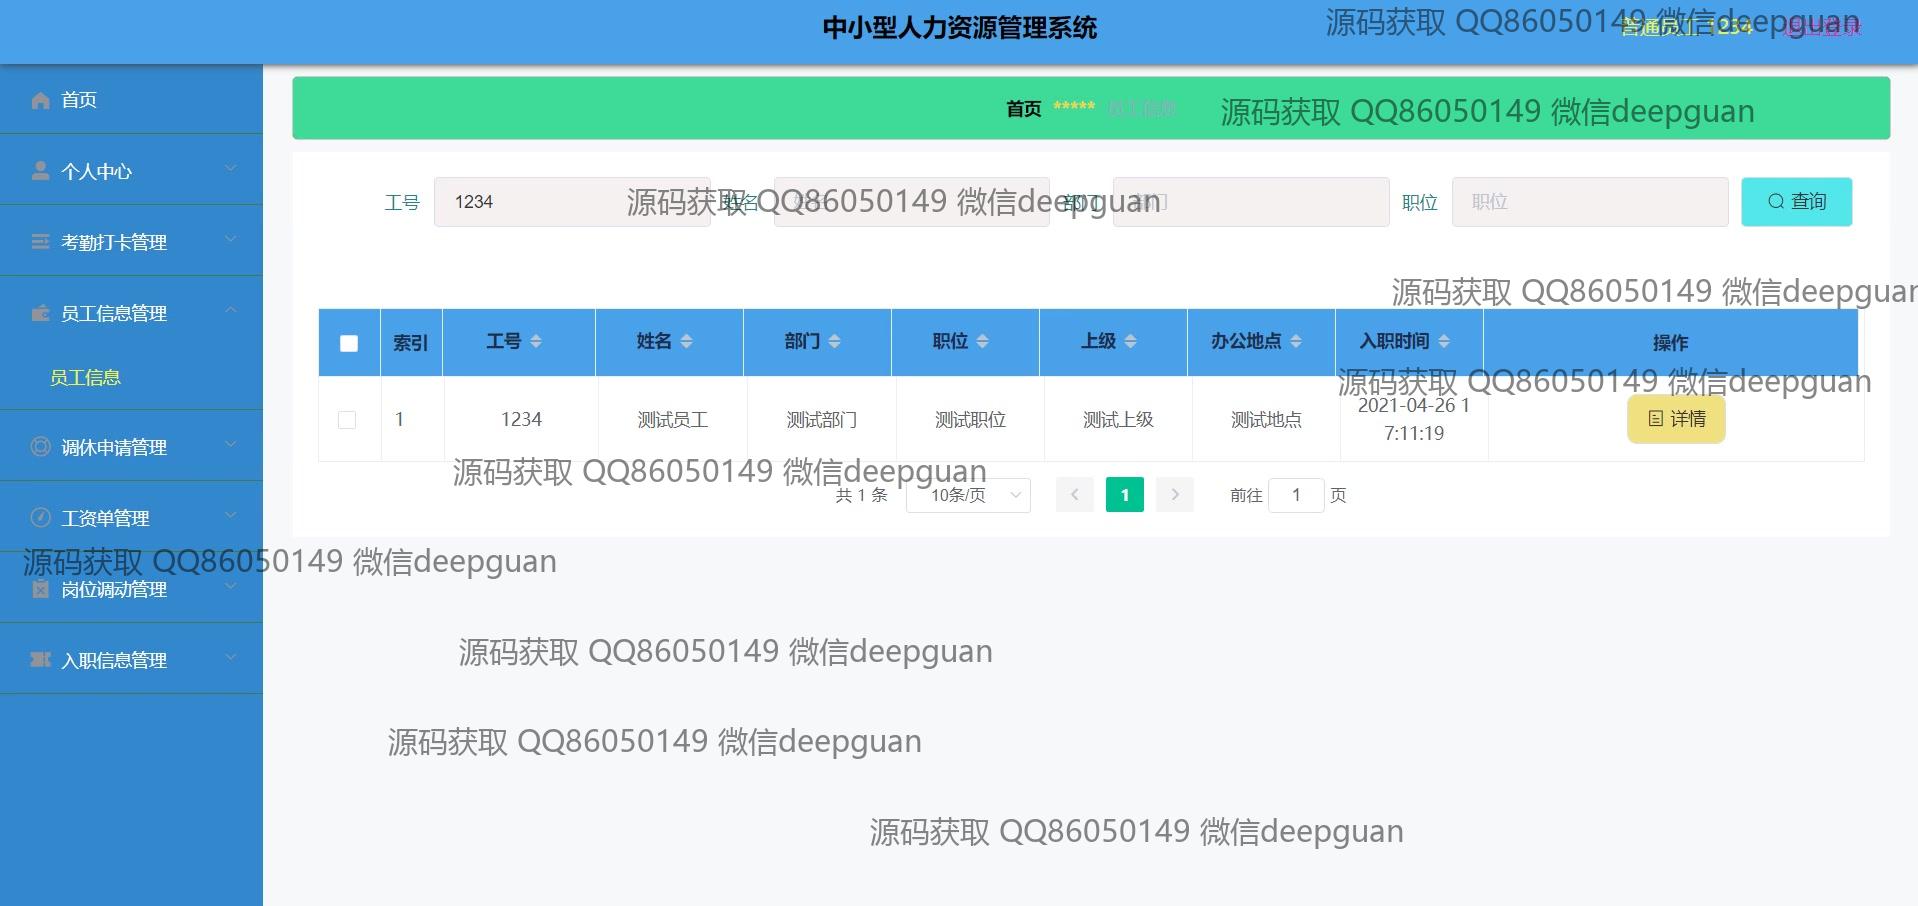 中小型人力资源管理系统
源码获取 QQ86050149 微信deepguan
普通员工 1234 退出登录
首页
个人中心
考勤打卡管理
员工信息管理
员工信息
调休申请管理
工资单管理
岗位调动管理
入职信息管理
首页 ***** 员工信息
源码获取 QQ86050149 微信deepguan
工号 1234 姓名 姓名 部门 部门 职位 职位 查询
源码获取 QQ86050149 微信deepguan
源码获取 QQ86050149 微信deepguan
索引 工号 姓名 部门 职位 上级 办公地点 入职时间 操作
源码获取 QQ86050149 微信deepguan
1 1234 测试员工 测试部门 测试职位 测试上级 测试地点 2021-04-26 1
7:11:19
详情
源码获取 QQ86050149 微信deepguan
共 1 条 10条/页 1 前往 1 页
源码获取 QQ86050149 微信deepguan
源码获取 QQ86050149 微信deepguan
源码获取 QQ86050149 微信deepguan
源码获取 QQ86050149 微信deepguan